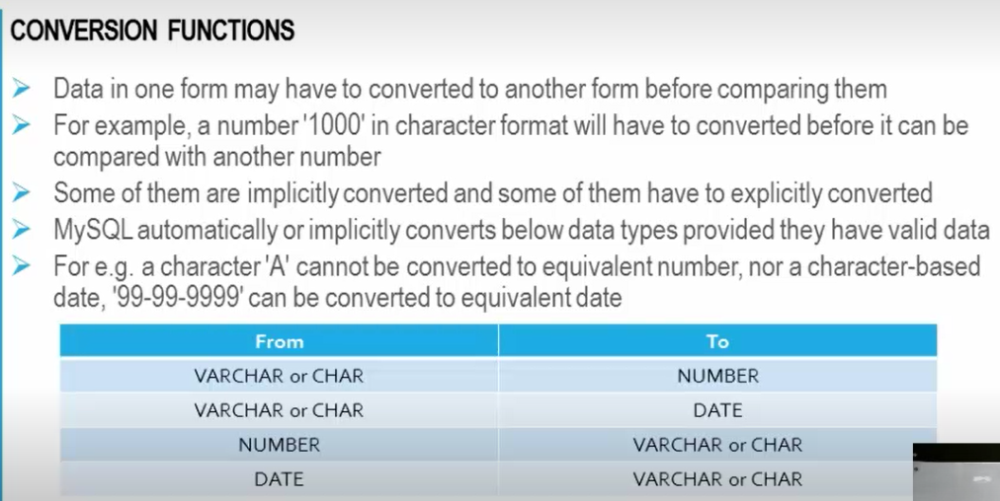 CONVERSION FUNCTIONS
Data in one form may have to converted to another form before comparing them
For example, a number '1000' in character format will have to converted before it can be
compared with another number
Some of them are implicitly converted and some of them have to explicitly converted
MySQL automatically or implicitly converts below data types provided they have valid data
For e.g. a character 'A' cannot be converted to equivalent number, nor a character-based
date, '99-99-9999' can be converted to equivalent date
From To
VARCHAR or CHAR NUMBER
VARCHAR or CHAR DATE
NUMBER VARCHAR or CHAR
DATE VARCHAR or CHAR